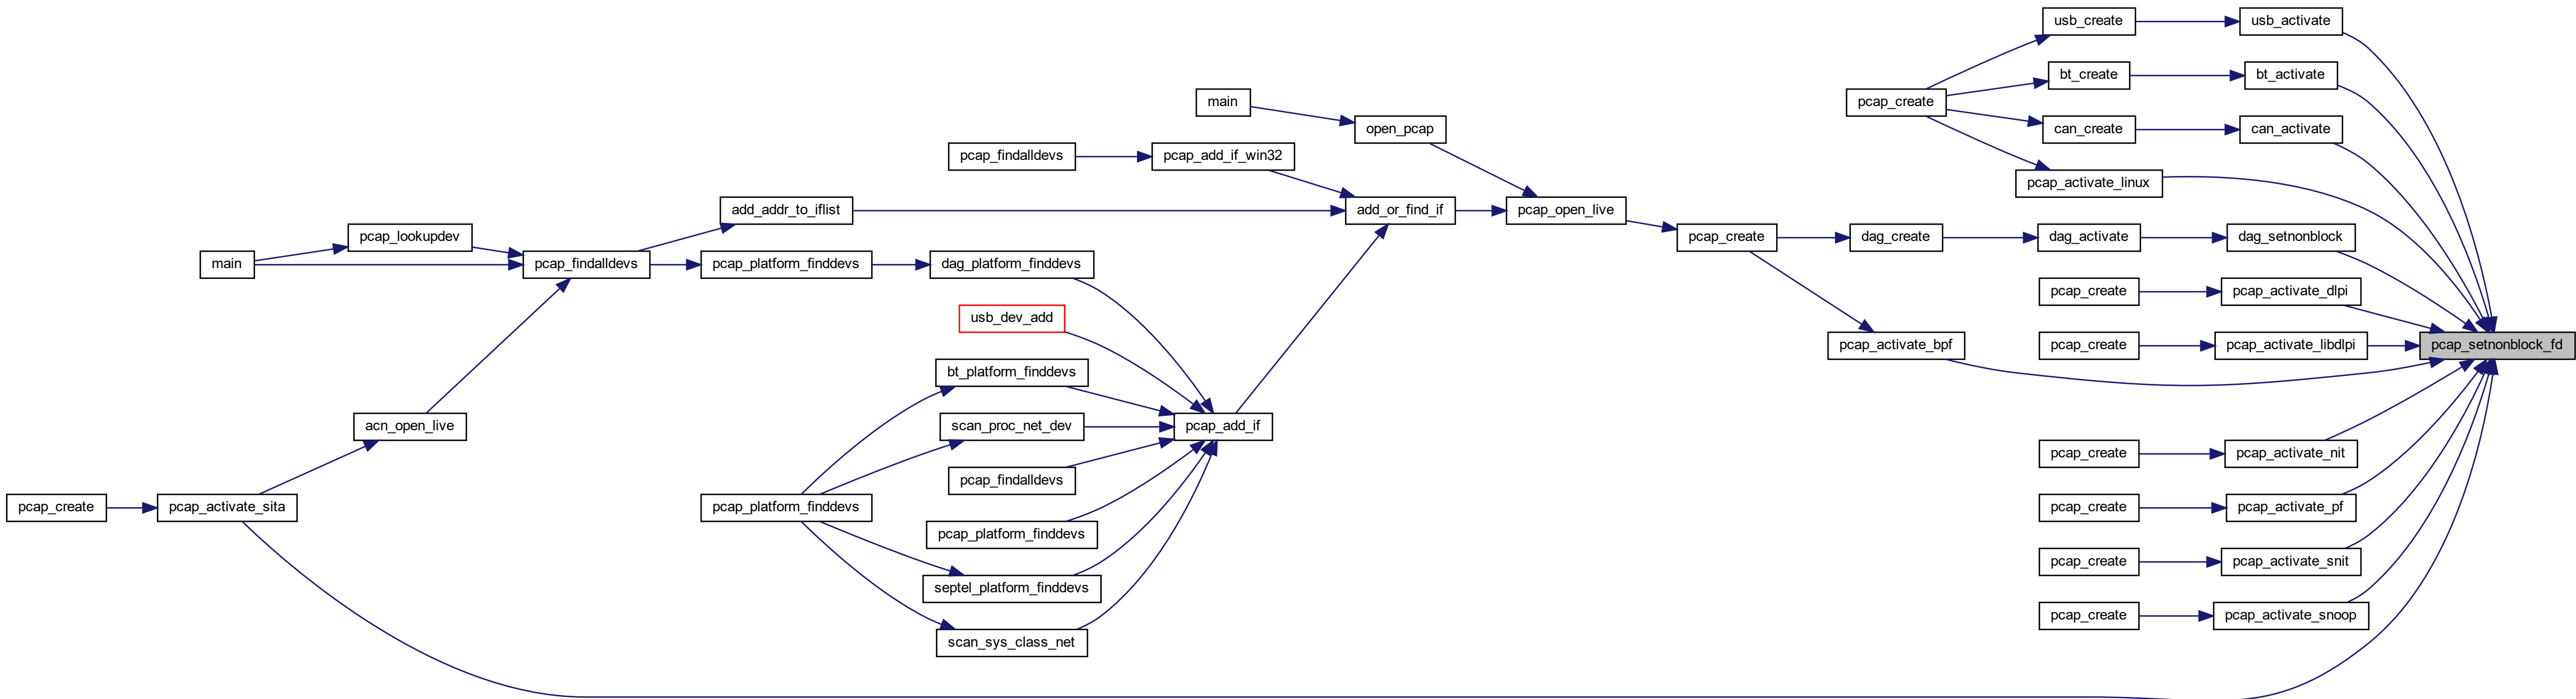 usb_create
usb_activate
bt_create
bt_activate
main
pcap_create
open_pcap
can_create
can_activate
pcap_findalldevs
pcap_add_if_win32
pcap_activate_linux
add_addr_to_iflist
add_or_find_if
pcap_open_live
pcap_lookupdev
pcap_create
dag_create
dag_activate
dag_setnonblock
main
pcap_findalldevs
pcap_platform_finddevs
dag_platform_finddevs
pcap_create
pcap_activate_dlpi
usb_dev_add
pcap_activate_bpf
pcap_create
pcap_activate_libdlpi
pcap_setnonblock_fd
bt_platform_finddevs
acn_open_live
scan_proc_net_dev
pcap_add_if
pcap_create
pcap_activate_nit
pcap_findalldevs
pcap_create
pcap_activate_sita
pcap_platform_finddevs
pcap_create
pcap_activate_pf
pcap_platform_finddevs
pcap_create
pcap_activate_snit
septel_platform_finddevs
pcap_create
pcap_activate_snoop
scan_sys_class_net